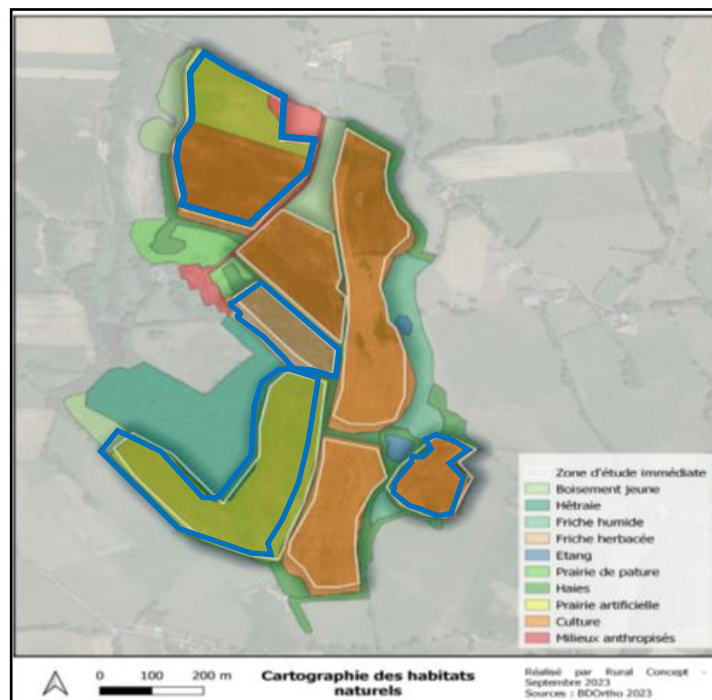 Zone d'étude immédiate
Boisement jeune
Hêtraie
Friche humide
Friche herbacée
Etang
Prairie de pature
Haies
Prairie artificielle
Culture
Milieux anthropisés
0 100 200 m
Cartographie des habitats
naturels
Réalisé par Rural Concept -
Septembre 2023
Sources : BDOrtho 2023